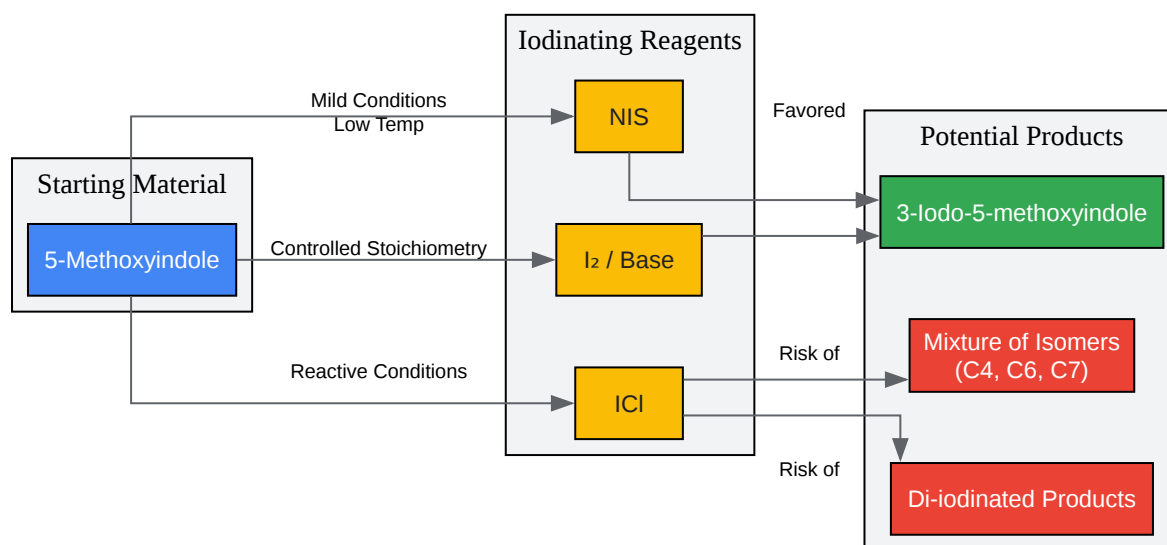 Iodinating Reagents
Mild Conditions
Low Temp
NIS
Favored
Potential Products
Starting Material
3-Iodo-5-methoxyindole
5-Methoxyindole
Controlled Stoichiometry
I₂ / Base
Mixture of Isomers
(C4, C6, C7)
Risk of
Reactive Conditions
ICl
Risk of
Di-iodinated Products